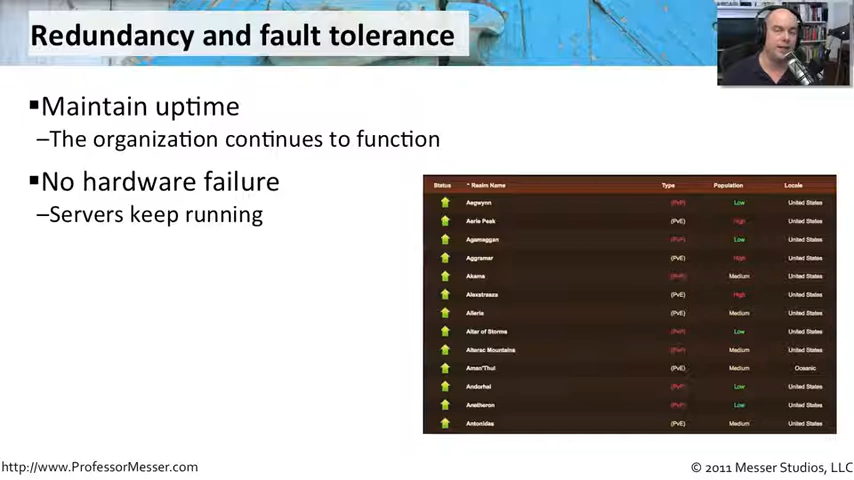 Redundancy and fault tolerance
▪Maintain uptime
–The organization continues to function
▪No hardware failure
–Servers keep running
Status ^ Realm Name Type Population Locale
Aegwynn (PvP) Low United States
Aerie Peak (PvE) High United States
Agamaggan (PvP) Low United States
Aggramar (PvE) High United States
Akama (PvP) Medium United States
Alexstrasza (PvE) High United States
Alleria (PvE) Medium United States
Altar of Storms (PvP) Low United States
Alterac Mountains (PvP) Medium United States
Aman'Thul (PvE) Medium Oceanic
Andorhal (PvP) Low United States
Anetheron (PvP) Low United States
Antonidas (PvE) Medium United States
http://www.ProfessorMesser.com
© 2011 Messer Studios, LLC